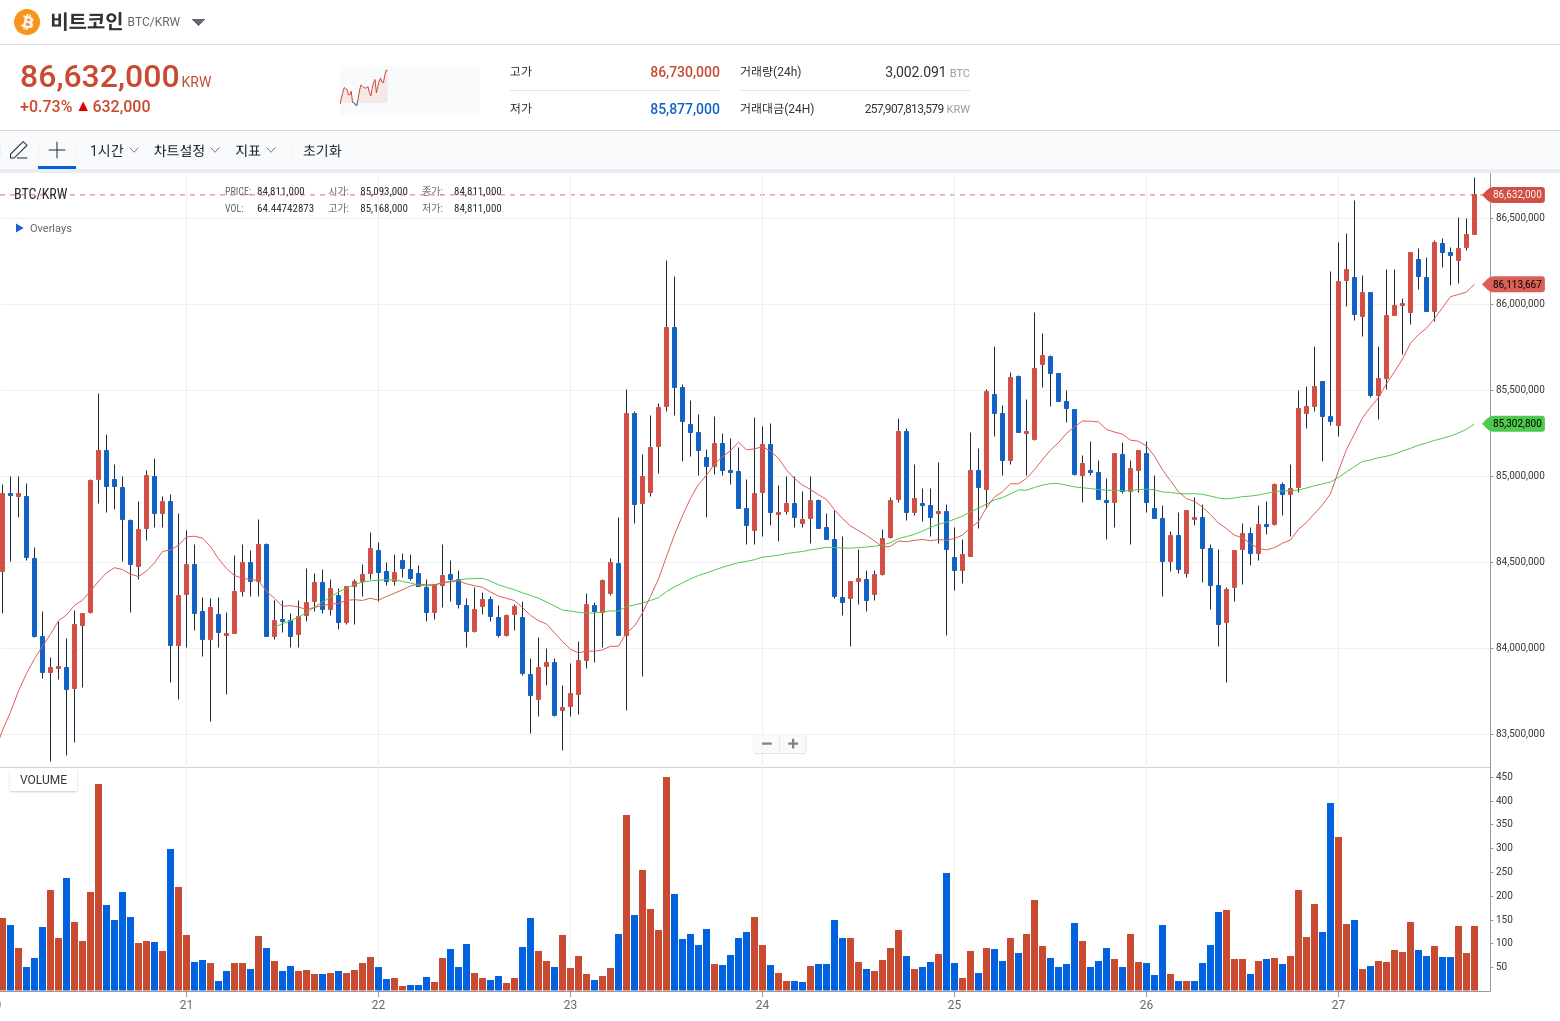 비트코인 BTC/KRW
86,632,000 KRW
+0.73% ▲ 632,000
고가 86,730,000
저가 85,877,000
거래량(24h) 3,002.091 BTC
거래대금(24H) 257,907,813,579 KRW
1시간 차트설정 지표 초기화
BTC/KRW
PRICE: 84,811,000 시가: 85,093,000 종가: 84,811,000
VOL: 64.44742873 고가: 85,168,000 저가: 84,811,000
Overlays
86,632,000
86,500,000
86,113,667
86,000,000
85,500,000
85,302,800
85,000,000
84,500,000
84,000,000
83,500,000
VOLUME
450
400
350
300
250
200
150
100
50
21 22 23 24 25 26 27